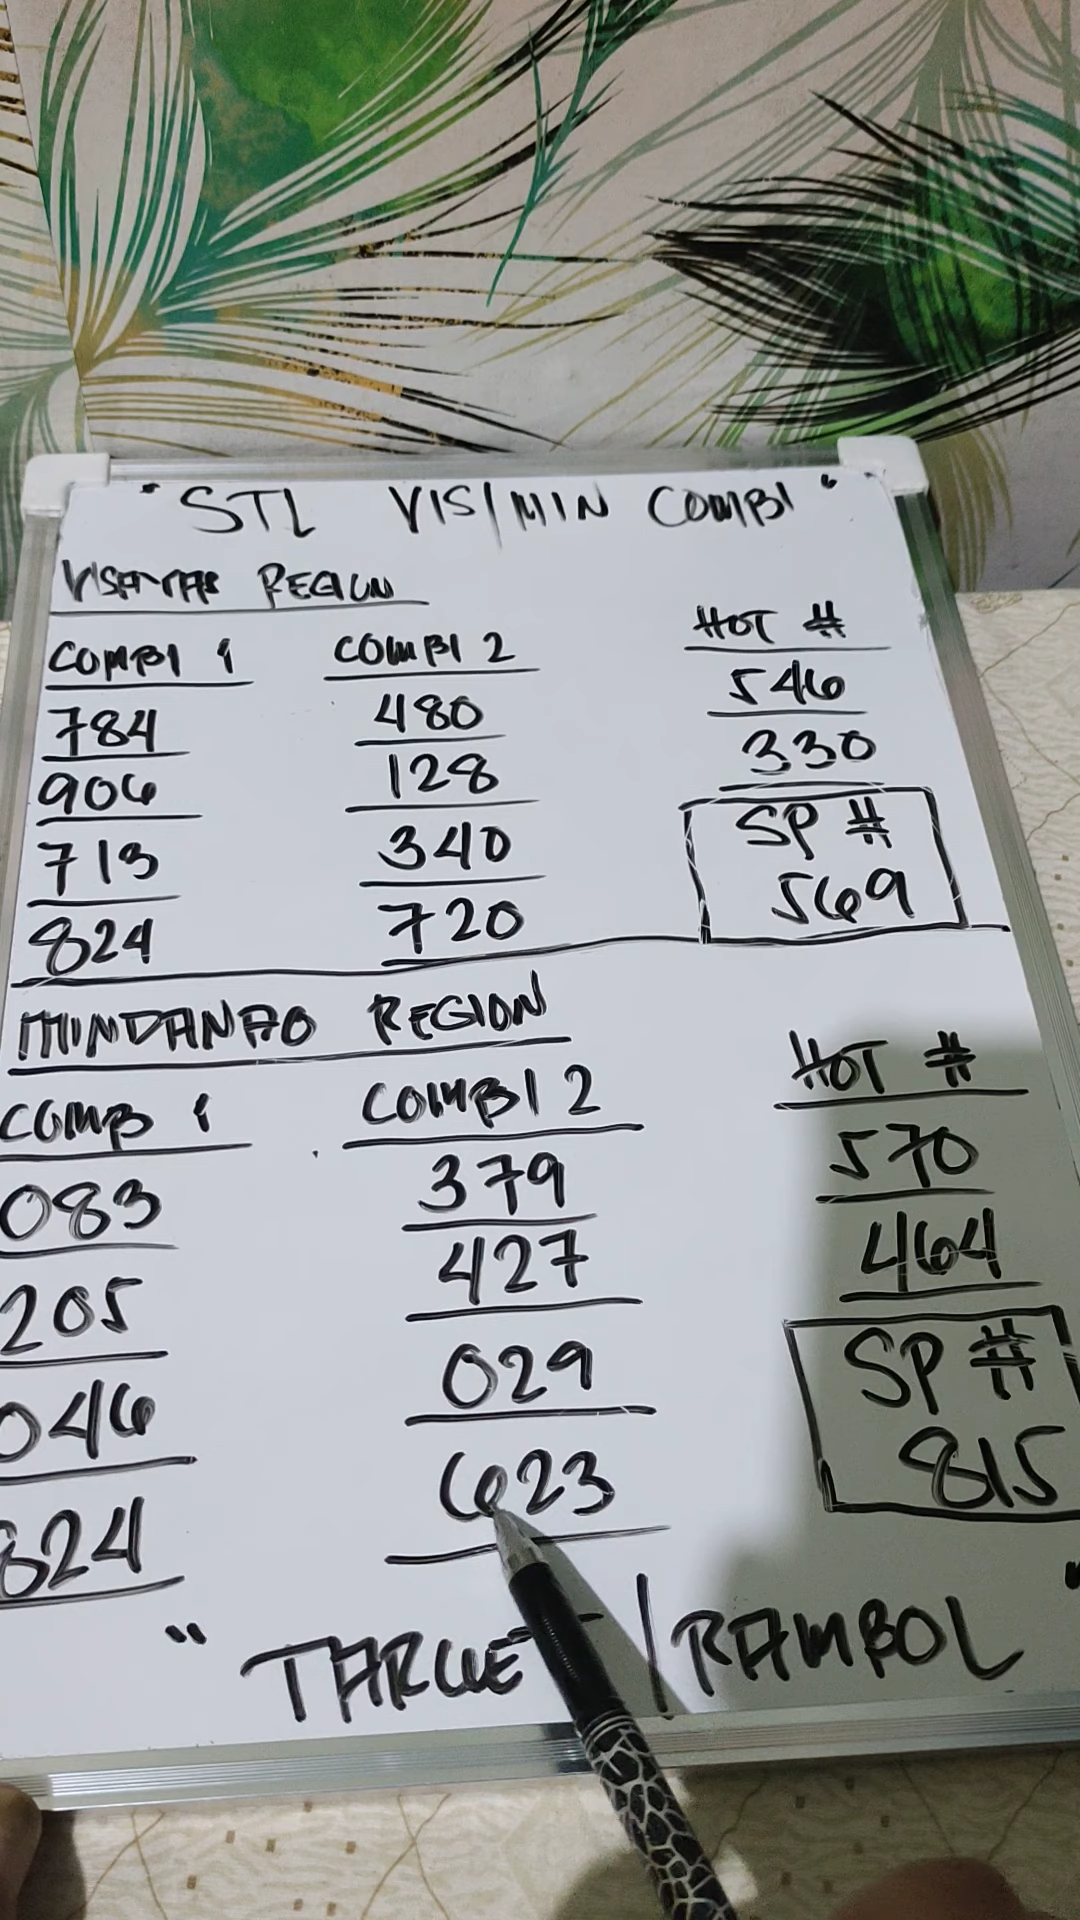 "STL VIS/MIN COMBI"
VISAYAS REGION
COMBI 1 COMBI 2 HOT #
784 480 546
906 128 330
713 340 SP #
824 720 569
MINDANAO REGION
COMB 1 COMBI 2 HOT #
083 379 570
205 427 464
046 029 SP #
824 623 815
"TARGET/RAMBOL"